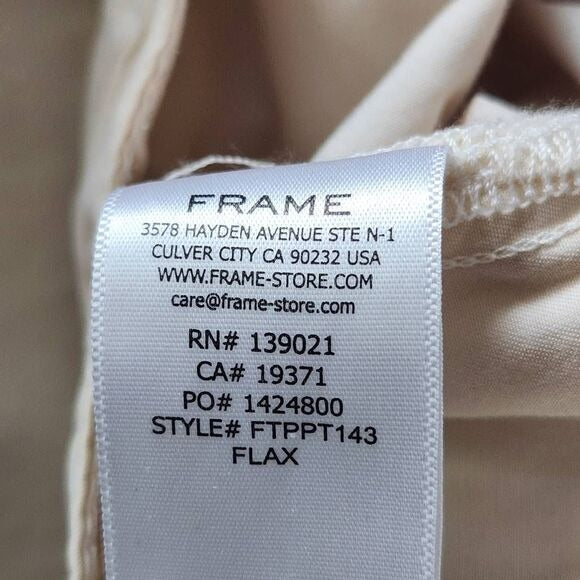 FRAME
3578 HAYDEN AVENUE STE N-1
CULVER CITY CA 90232 USA
WWW.FRAME-STORE.COM
care@frame-store.com
RN# 139021
CA# 19371
PO# 1424800
STYLE# FTPPT143
FLAX